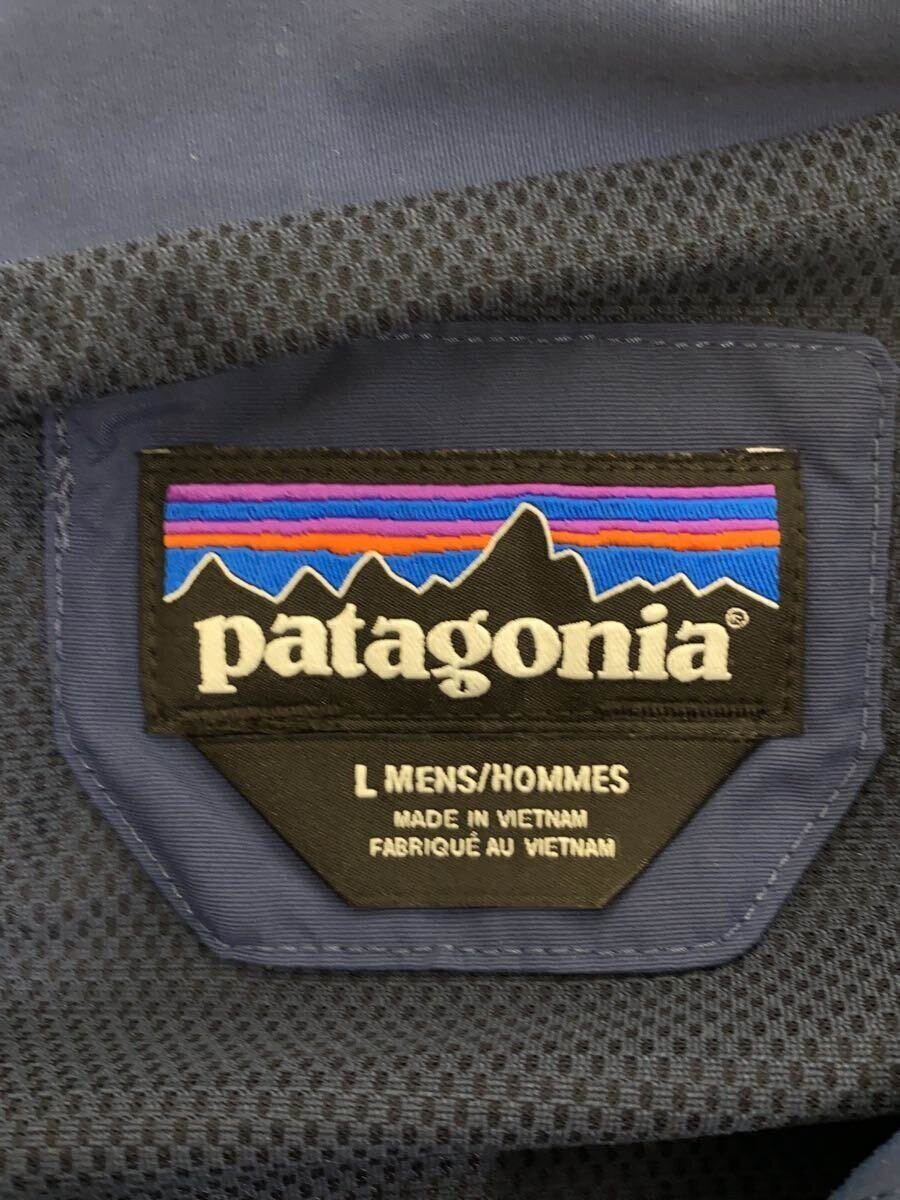 patagonia®
L MENS/HOMMES
MADE IN VIETNAM
FABRIQUÉ AU VIETNAM